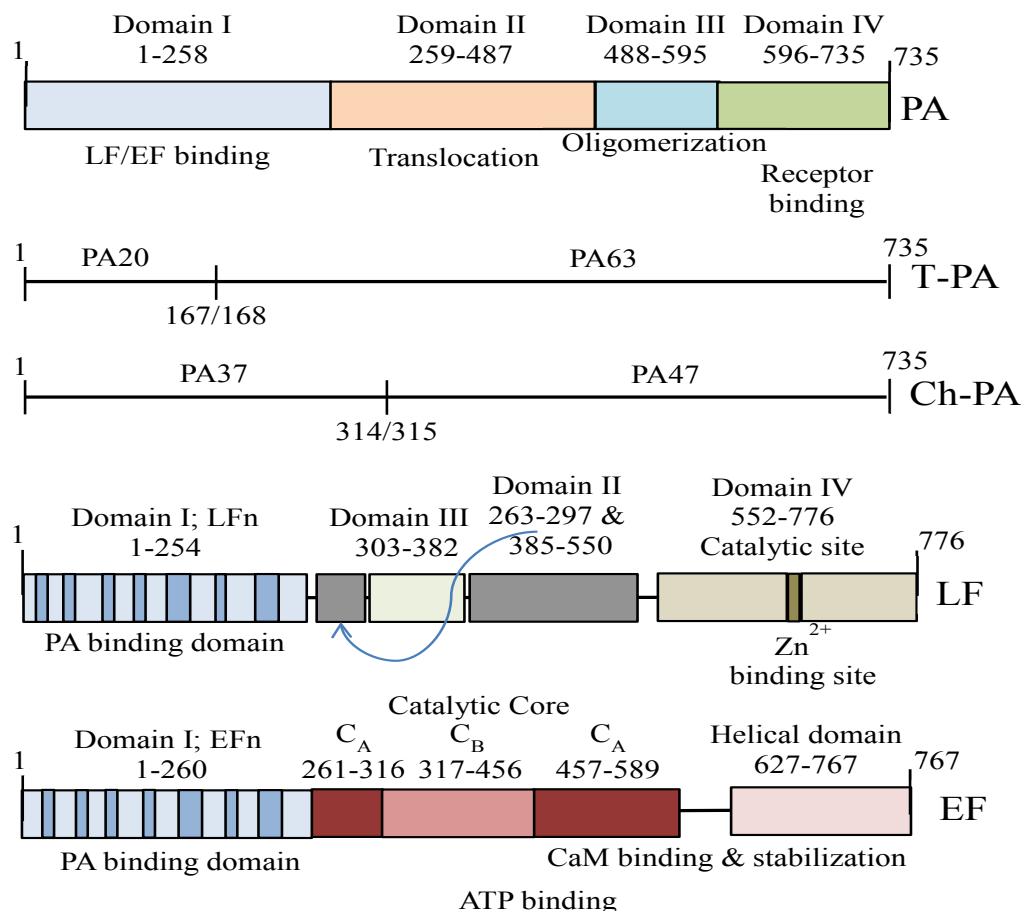 Domain I
1-258
Domain II
259-487
Domain III
488-595
Domain IV
596-735
1
735
PA
LF/EF binding
Translocation
Oligomerization
Receptor
binding
1
PA20
PA63
735
T-PA
167/168
1
PA37
PA47
735
Ch-PA
314/315
1
Domain I; LFn
1-254
Domain III
303-382
Domain II
263-297 &
385-550
Domain IV
552-776
Catalytic site
776
LF
PA binding domain
Zn2+
binding site
Catalytic Core
1
Domain I; EFn
1-260
CA
261-316
CB
317-456
CA
457-589
Helical domain
627-767
767
EF
PA binding domain
CaM binding & stabilization
ATP binding